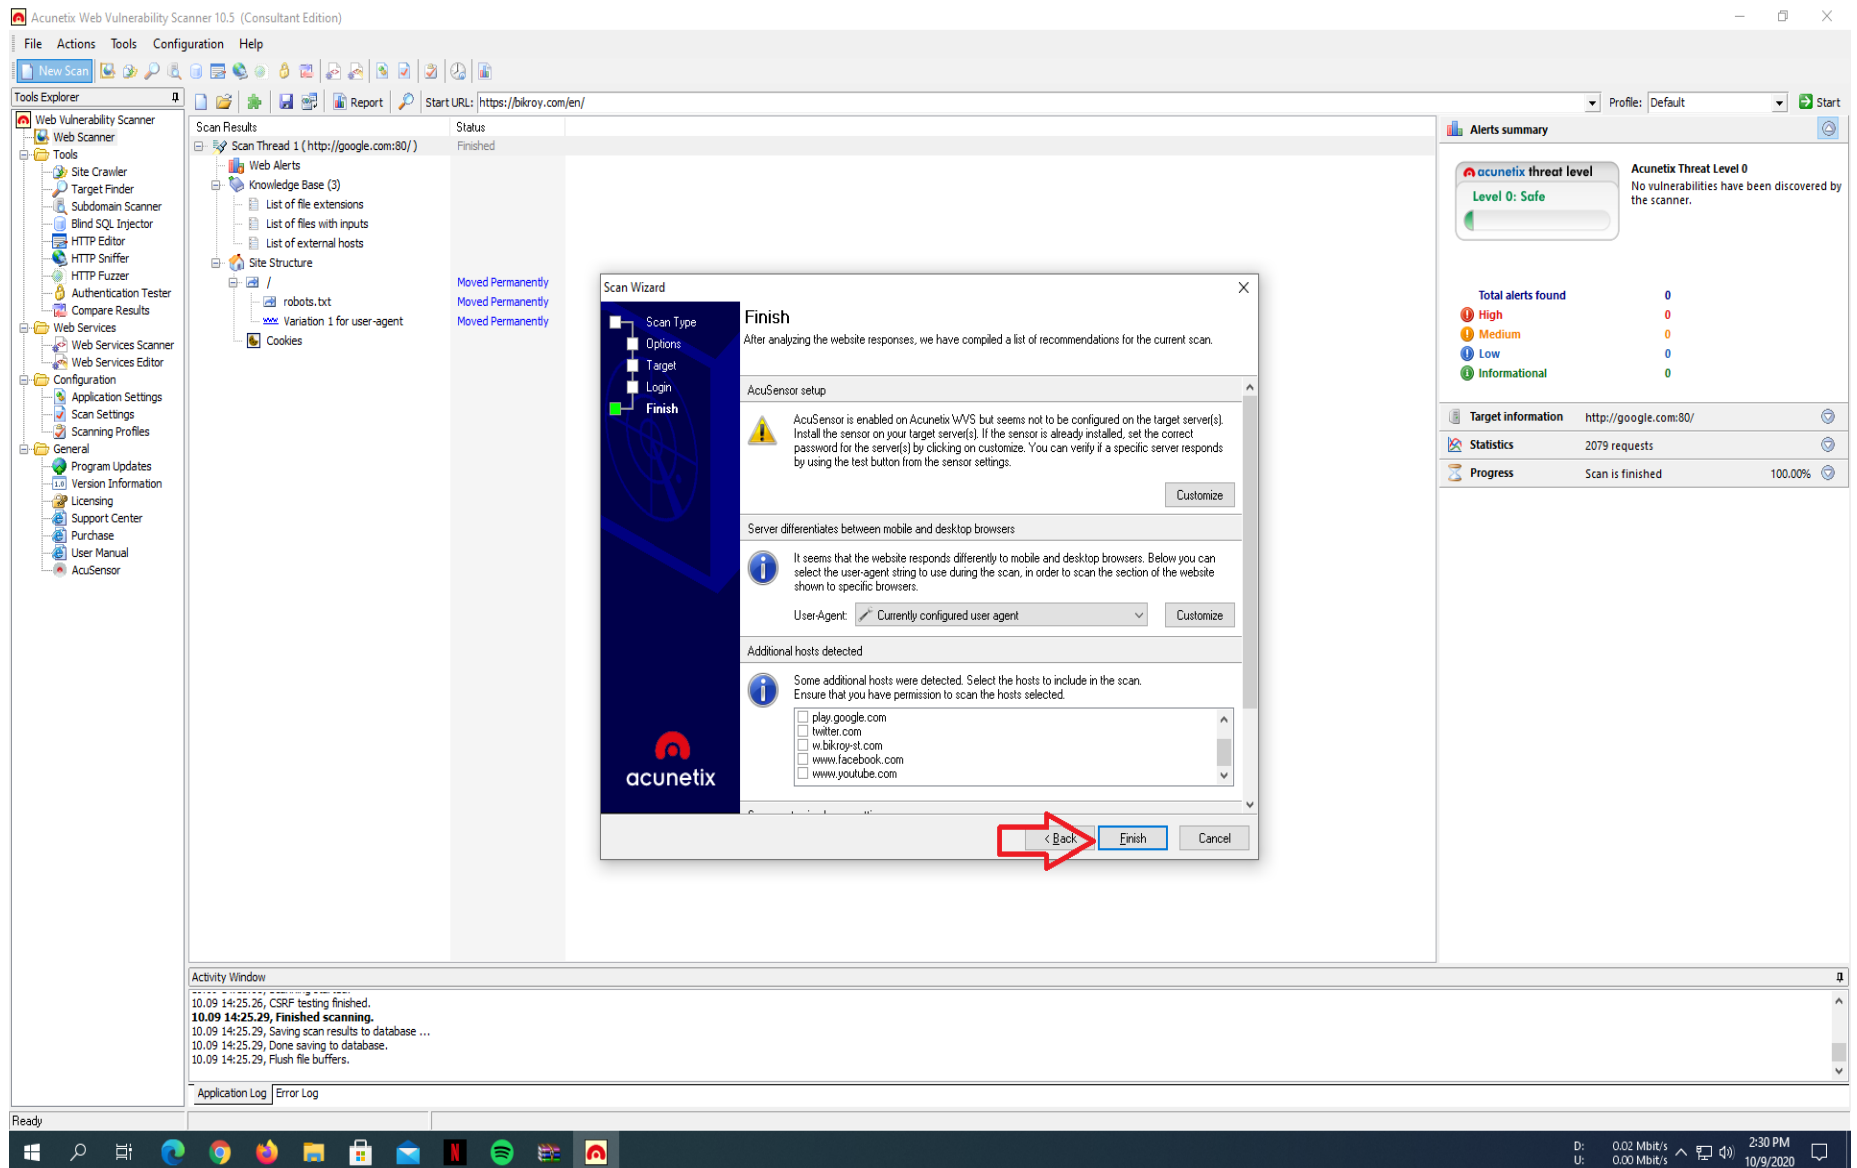 Acunetix Web Vulnerability Scanner 10.5 (Consultant Edition)
File Actions Tools Configuration Help
New Scan
Tools Explorer
Web Vulnerability Scanner
Web Scanner
Tools
Site Crawler
Target Finder
Subdomain Scanner
Blind SQL Injector
HTTP Editor
HTTP Sniffer
HTTP Fuzzer
Authentication Tester
Compare Results
Web Services
Web Services Scanner
Web Services Editor
Configuration
Application Settings
Scan Settings
Scanning Profiles
General
Program Updates
Version Information
Licensing
Support Center
Purchase
User Manual
AcuSensor
Report Start URL: https://bikroy.com/en/ Profile: Default Start
Scan Results Status
Scan Thread 1 ( http://google.com:80/ ) Finished
Web Alerts
Knowledge Base (3)
List of file extensions
List of files with inputs
List of external hosts
Site Structure
/ Moved Permanently
robots.txt Moved Permanently
Variation 1 for user-agent Moved Permanently
Cookies
Scan Wizard
Scan Type
Options
Target
Login
Finish
acunetix
Finish
After analyzing the website responses, we have compiled a list of recommendations for the current scan.
AcuSensor setup
AcuSensor is enabled on Acunetix WVS but seems not to be configured on the target server(s).
Install the sensor on your target server(s). If the sensor is already installed, set the correct
password for the server(s) by clicking on customize. You can verify if a specific server responds
by using the test button from the sensor settings.
Customize
Server differentiates between mobile and desktop browsers
It seems that the website responds differently to mobile and desktop browsers. Below you can
select the user-agent string to use during the scan, in order to scan the section of the website
shown to specific browsers.
User-Agent: Currently configured user agent Customize
Additional hosts detected
Some additional hosts were detected. Select the hosts to include in the scan.
Ensure that you have permission to scan the hosts selected.
play.google.com
twitter.com
w.bikroy-st.com
www.facebook.com
www.youtube.com
< Back Finish Cancel
Alerts summary
acunetix threat level
Level 0: Safe
Acunetix Threat Level 0
No vulnerabilities have been discovered by
the scanner.
Total alerts found 0
High 0
Medium 0
Low 0
Informational 0
Target information http://google.com:80/
Statistics 2079 requests
Progress Scan is finished 100.00%
Activity Window
10.09 14:25.26, CSRF testing finished.
10.09 14:25.29, Finished scanning.
10.09 14:25.29, Saving scan results to database ...
10.09 14:25.29, Done saving to database.
10.09 14:25.29, Flush file buffers.
Application Log Error Log
Ready
D: 0.02 Mbit/s
U: 0.00 Mbit/s
2:30 PM
10/9/2020